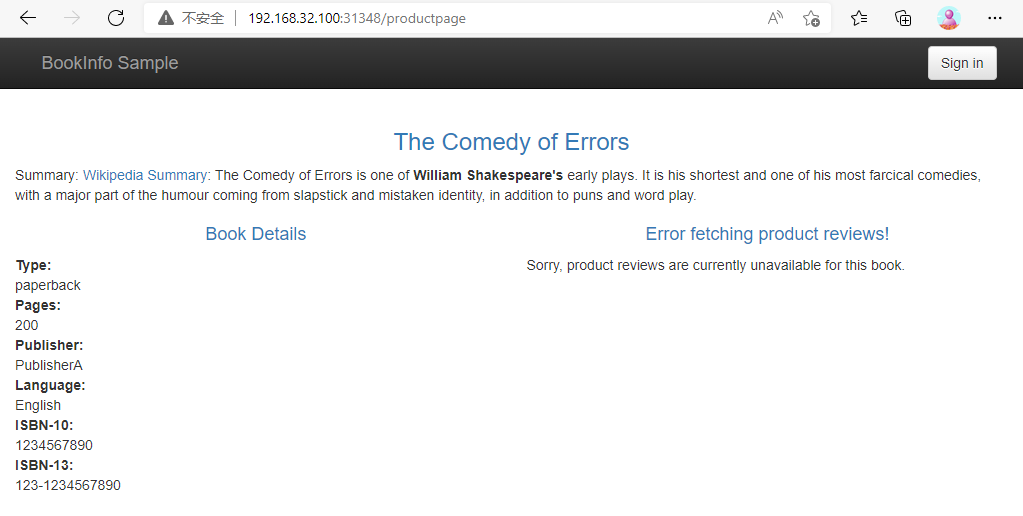 不安全
192.168.32.100:31348/productpage
BookInfo Sample
Sign in
The Comedy of Errors
Summary: Wikipedia Summary: The Comedy of Errors is one of William Shakespeare's early plays. It is his shortest and one of his most farcical comedies,
with a major part of the humour coming from slapstick and mistaken identity, in addition to puns and word play.
Book Details
Type:
paperback
Pages:
200
Publisher:
PublisherA
Language:
English
ISBN-10:
1234567890
ISBN-13:
123-1234567890
Error fetching product reviews!
Sorry, product reviews are currently unavailable for this book.